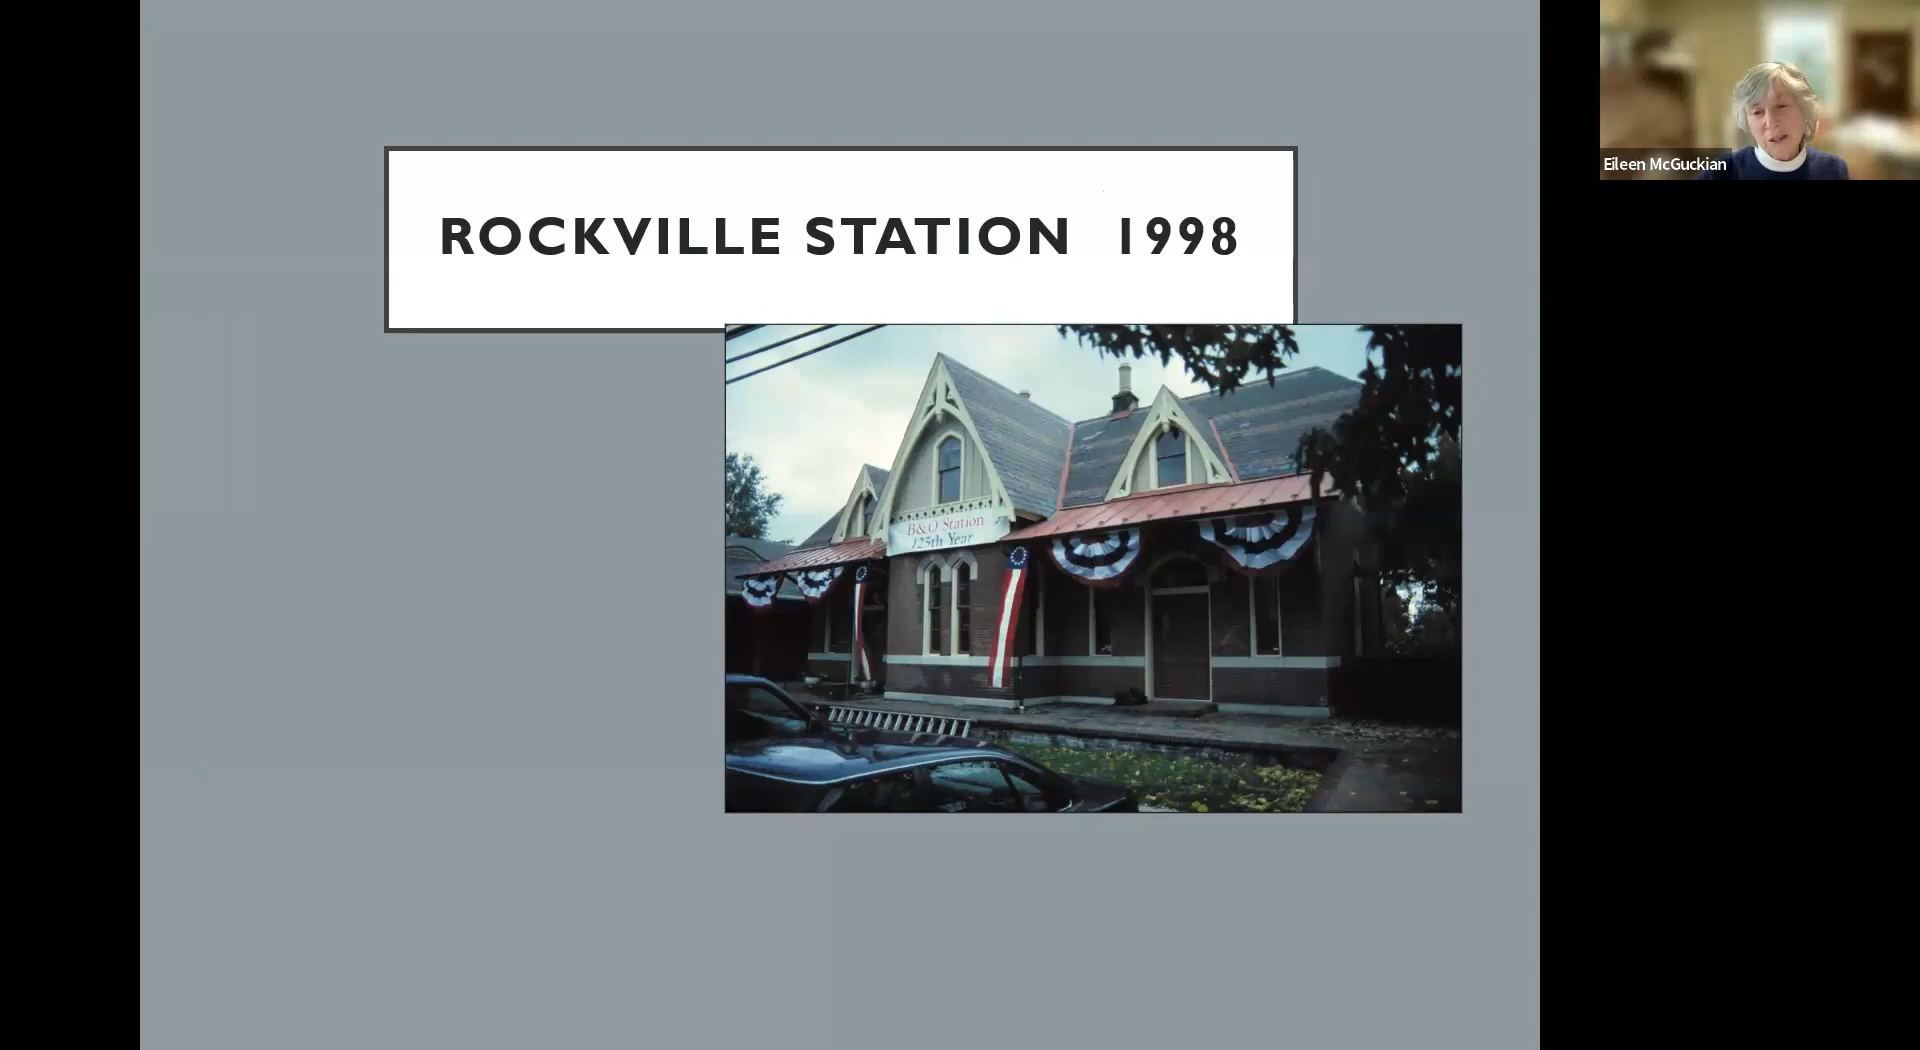 ROCKVILLE STATION 1998
B&O Station
125th Year
Eileen McGuckian